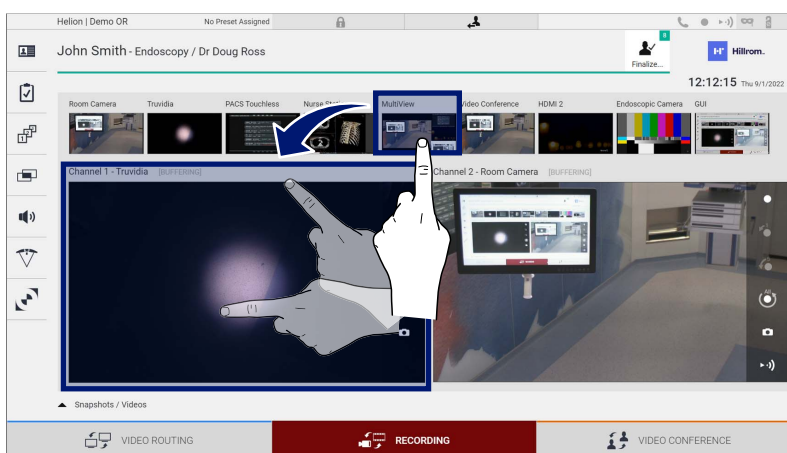 Helion | Demo OR
No Preset Assigned
John Smith - Endoscopy / Dr Doug Ross
8
Finalize...
Hillrom.
12:12:15 Thu 9/1/2022
Room Camera
Truvidia
PACS Touchless
MultiView
Video Conference
HDMI 2
Endoscopic Camera
GUI
Channel 1 - Truvidia [BUFFERING]
Channel 2 - Room Camera [BUFFERING]
All
Snapshots / Videos
VIDEO ROUTING
RECORDING
VIDEO CONFERENCE